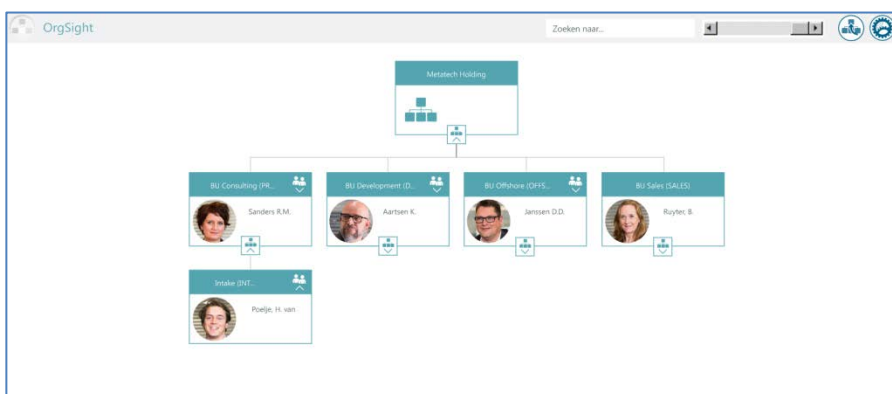 OrgSight
Zoeken naar...
Metatech Holding
BU Consulting (PR...
BU Development (D...
BU Offshore (OFFS...
BU Sales (SALES)
Sanders R.M.
Aartsen K.
Janssen D.D.
Ruyter, B
Intake (INT...
Poelje, H. van